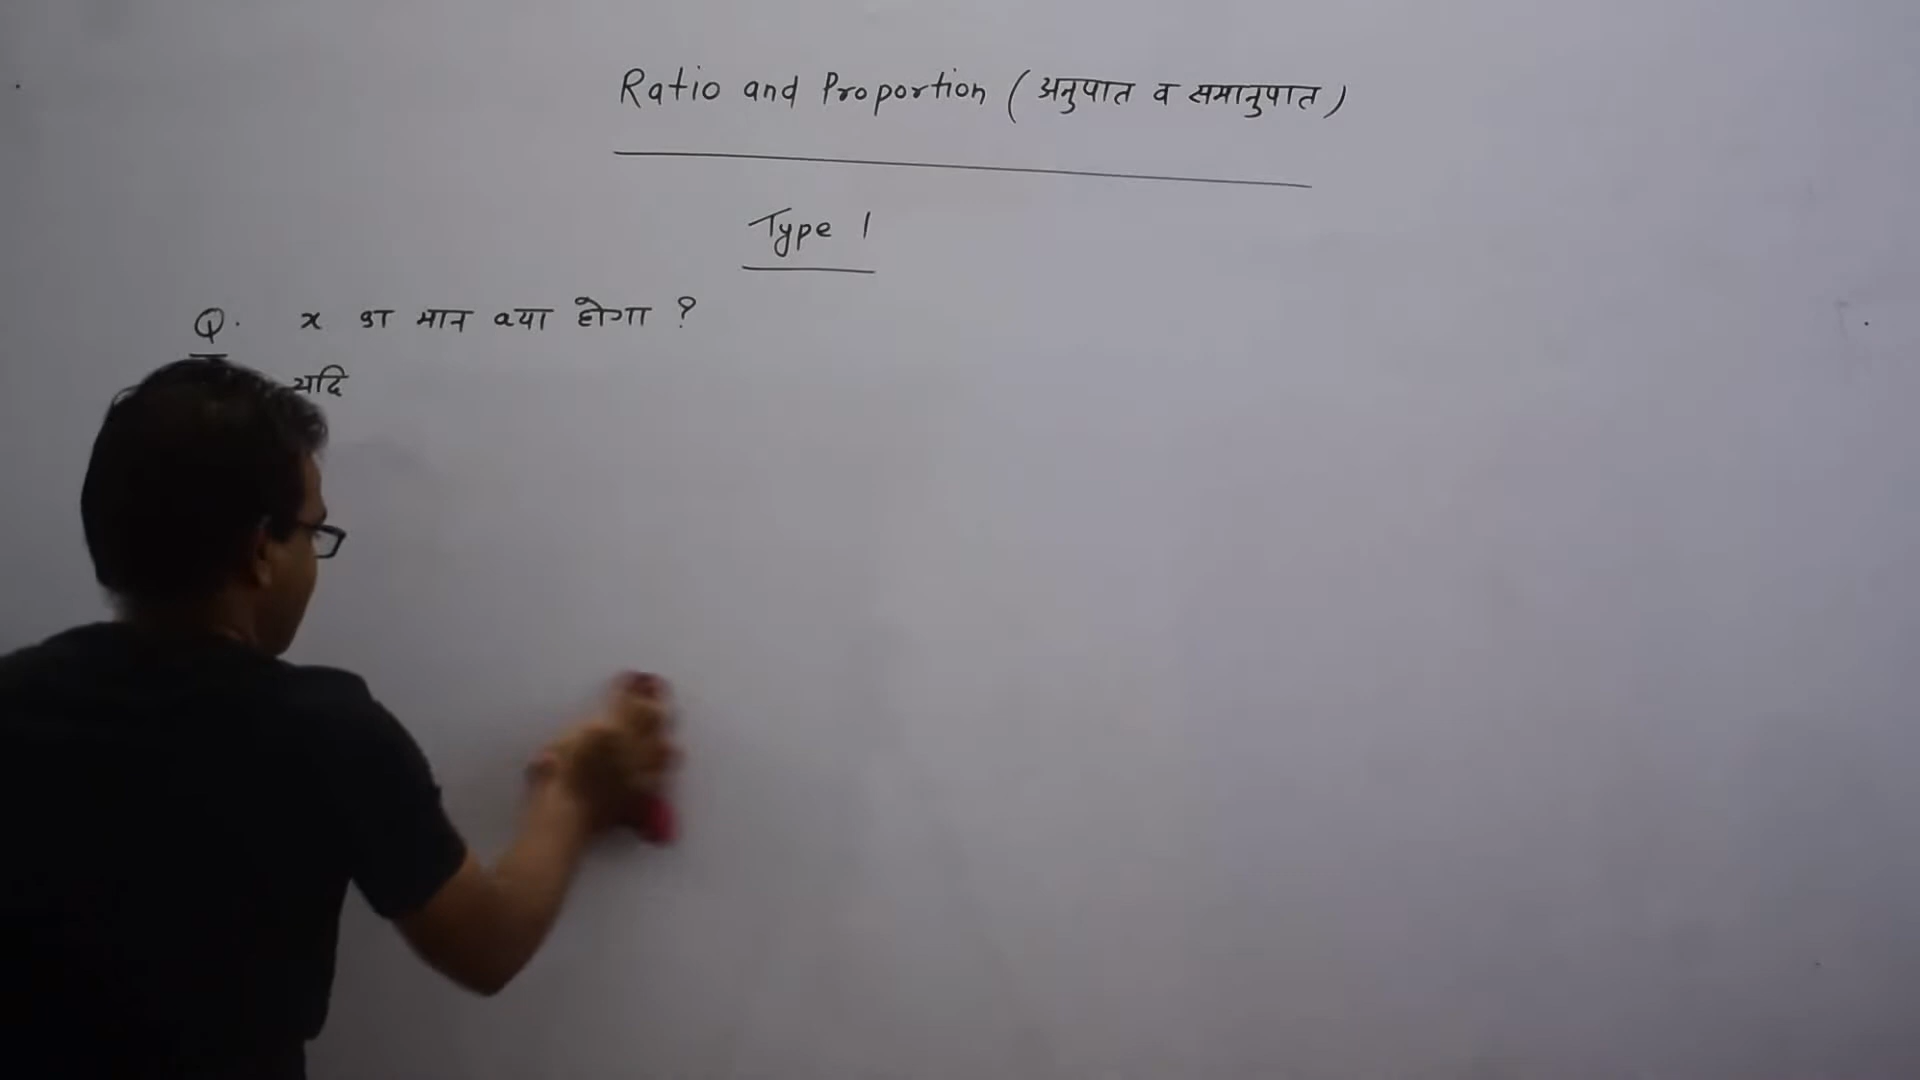 Ratio and Proportion (अनुपात व समानुपात)
Type 1
Q. x का मान क्या होगा ?
यदि